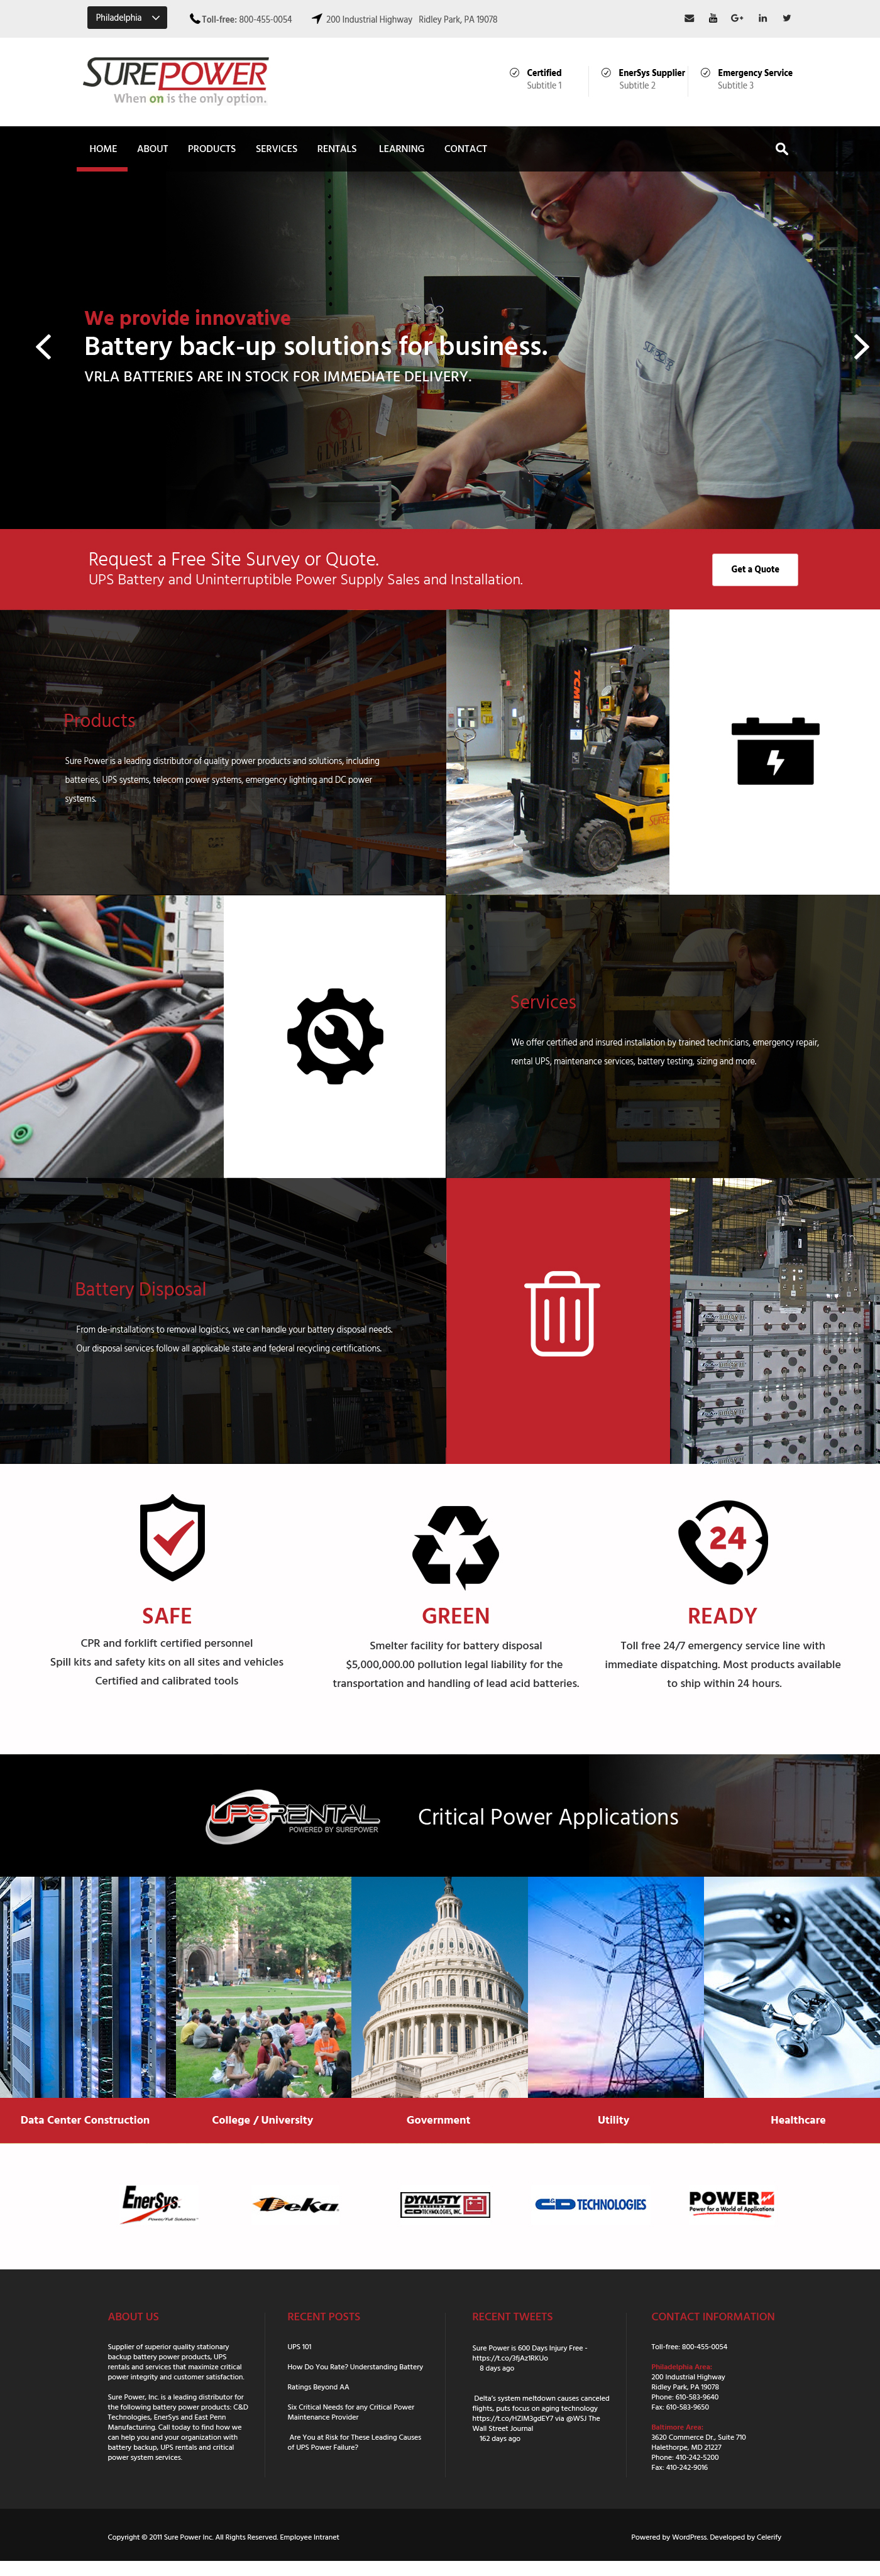 Philadelphia
Toll-free: 800-455-0054
200 Industrial Highway Ridley Park, PA 19078
SUREPOWER
When on is the only option.
Certified
Subtitle 1
EnerSys Supplier
Subtitle 2
Emergency Service
Subtitle 3
HOME ABOUT PRODUCTS SERVICES RENTALS LEARNING CONTACT
We provide innovative
Battery back-up solutions for business.
VRLA BATTERIES ARE IN STOCK FOR IMMEDIATE DELIVERY.
GLOBAL
Request a Free Site Survey or Quote.
UPS Battery and Uninterruptible Power Supply Sales and Installation.
Get a Quote
Products
Sure Power is a leading distributor of quality power products and solutions, including
batteries, UPS systems, telecom power systems, emergency lighting and DC power
systems.
TCM
Services
We offer certified and insured installation by trained technicians, emergency repair,
rental UPS, maintenance services, battery testing, sizing and more.
Battery Disposal
From de-installations to removal logistics, we can handle your battery disposal needs.
Our disposal services follow all applicable state and federal recycling certifications.
SAFE
CPR and forklift certified personnel
Spill kits and safety kits on all sites and vehicles
Certified and calibrated tools
GREEN
Smelter facility for battery disposal
$5,000,000.00 pollution legal liability for the
transportation and handling of lead acid batteries.
24
READY
Toll free 24/7 emergency service line with
immediate dispatching. Most products available
to ship within 24 hours.
UPSRENTAL
POWERED BY SUREPOWER
Critical Power Applications
Data Center Construction
College / University
Government
Utility
Healthcare
EnerSys
Power/Full Solutions
Deka
DYNASTY
DIVISION
C&D TECHNOLOGIES, INC.
C&D TECHNOLOGIES
POWER
Power for a World of Applications
ABOUT US
Supplier of superior quality stationary
backup battery power products, UPS
rentals and services that maximize critical
power integrity and customer satisfaction.
Sure Power, Inc. is a leading distributor for
the following battery power products: C&D
Technologies, EnerSys and East Penn
Manufacturing. Call today to find how we
can help you and your organization with
battery backup, UPS rentals and critical
power system services.
RECENT POSTS
UPS 101
How Do You Rate? Understanding Battery
Ratings Beyond AA
Six Critical Needs for any Critical Power
Maintenance Provider
Are You at Risk for These Leading Causes
of UPS Power Failure?
RECENT TWEETS
Sure Power is 600 Days Injury Free -
https://t.co/3fjAz1RKUo
8 days ago
Delta's system meltdown causes canceled
flights, puts focus on aging technology
https://t.co/HZIM3gdEY7 via @WSJ The
Wall Street Journal
162 days ago
CONTACT INFORMATION
Toll-free: 800-455-0054
Philadelphia Area:
200 Industrial Highway
Ridley Park, PA 19078
Phone: 610-583-9640
Fax: 610-583-9650
Baltimore Area:
3620 Commerce Dr., Suite 710
Halethorpe, MD 21227
Phone: 410-242-5200
Fax: 410-242-9016
Copyright © 2011 Sure Power Inc. All Rights Reserved. Employee Intranet
Powered by WordPress. Developed by Celerify